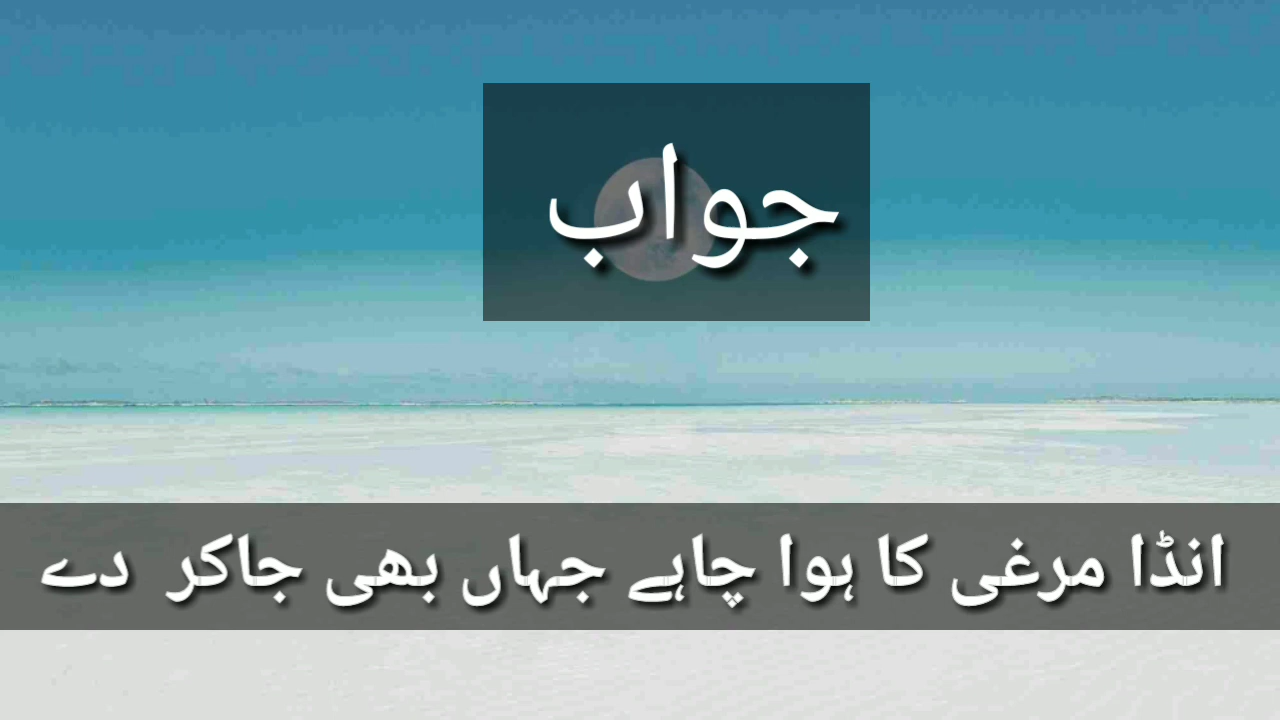 جواب
انڈا مرغی کا ہوا چاہے جہاں بھی جاکر دے